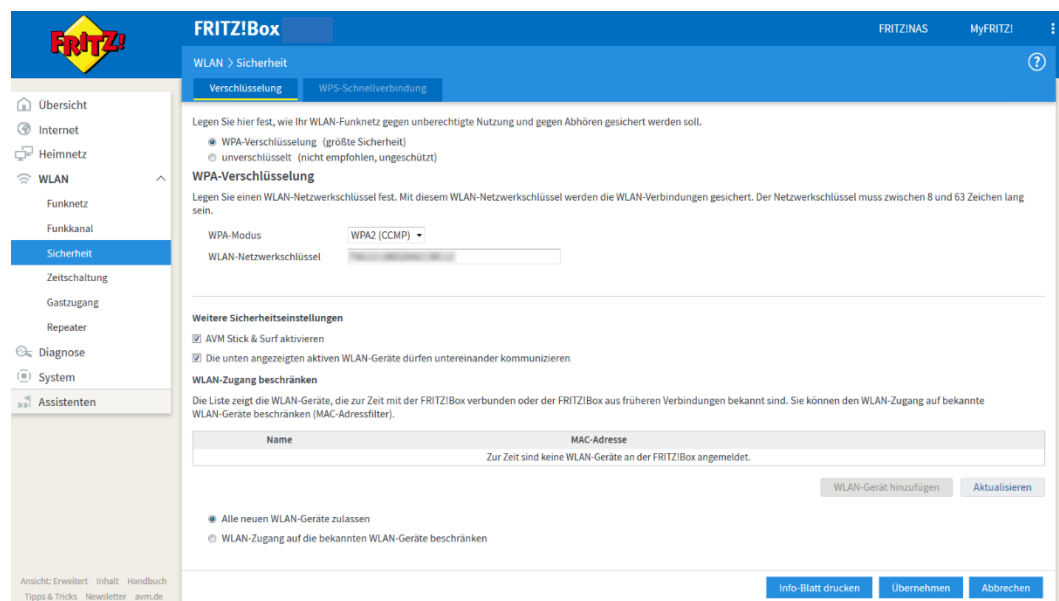 FRITZ!
FRITZ!Box
FRITZ!NAS MyFRITZ!
WLAN > Sicherheit
?
Verschlüsselung WPS-Schnellverbindung
Übersicht
Internet
Heimnetz
WLAN
Funknetz
Funkkanal
Sicherheit
Zeitschaltung
Gastzugang
Repeater
Diagnose
System
Assistenten
Ansicht: Erweitert Inhalt Handbuch
Tipps & Tricks Newsletter avm.de
Legen Sie hier fest, wie Ihr WLAN-Funknetz gegen unberechtigte Nutzung und gegen Abhören gesichert werden soll.
WPA-Verschlüsselung (größte Sicherheit)
unverschlüsselt (nicht empfohlen, ungeschützt)
WPA-Verschlüsselung
Legen Sie einen WLAN-Netzwerkschlüssel fest. Mit diesem WLAN-Netzwerkschlüssel werden die WLAN-Verbindungen gesichert. Der Netzwerkschlüssel muss zwischen 8 und 63 Zeichen lang
sein.
WPA-Modus WPA2 (CCMP)
WLAN-Netzwerkschlüssel
Weitere Sicherheitseinstellungen
AVM Stick & Surf aktivieren
Die unten angezeigten aktiven WLAN-Geräte dürfen untereinander kommunizieren
WLAN-Zugang beschränken
Die Liste zeigt die WLAN-Geräte, die zur Zeit mit der FRITZ!Box verbunden oder der FRITZ!Box aus früheren Verbindungen bekannt sind. Sie können den WLAN-Zugang auf bekannte
WLAN-Geräte beschränken (MAC-Adressfilter).
Name MAC-Adresse
Zur Zeit sind keine WLAN-Geräte an der FRITZ!Box angemeldet.
WLAN-Gerät hinzufügen Aktualisieren
Alle neuen WLAN-Geräte zulassen
WLAN-Zugang auf die bekannten WLAN-Geräte beschränken
Info-Blatt drucken Übernehmen Abbrechen